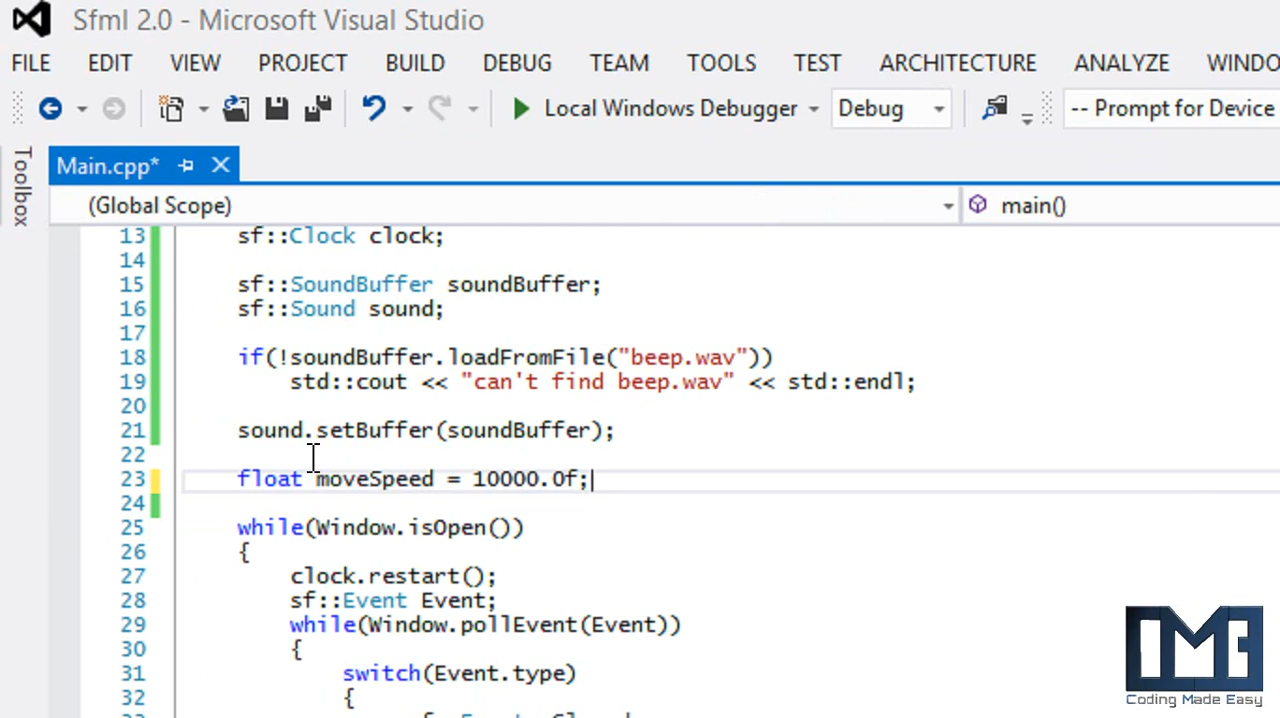 Sfml 2.0 - Microsoft Visual Studio
FILE EDIT VIEW PROJECT BUILD DEBUG TEAM TOOLS TEST ARCHITECTURE ANALYZE WINDO
Local Windows Debugger Debug -- Prompt for Device
Toolbox
Main.cpp*
(Global Scope) main()
13 sf::Clock clock;
14
15 sf::SoundBuffer soundBuffer;
16 sf::Sound sound;
17
18 if(!soundBuffer.loadFromFile("beep.wav"))
19 std::cout << "can't find beep.wav" << std::endl;
20
21 sound.setBuffer(soundBuffer);
22
23 float moveSpeed = 10000.0f;
24
25 while(Window.isOpen())
26 {
27 clock.restart();
28 sf::Event Event;
29 while(Window.pollEvent(Event))
30 {
31 switch(Event.type)
32 {
CME
Coding Made Easy